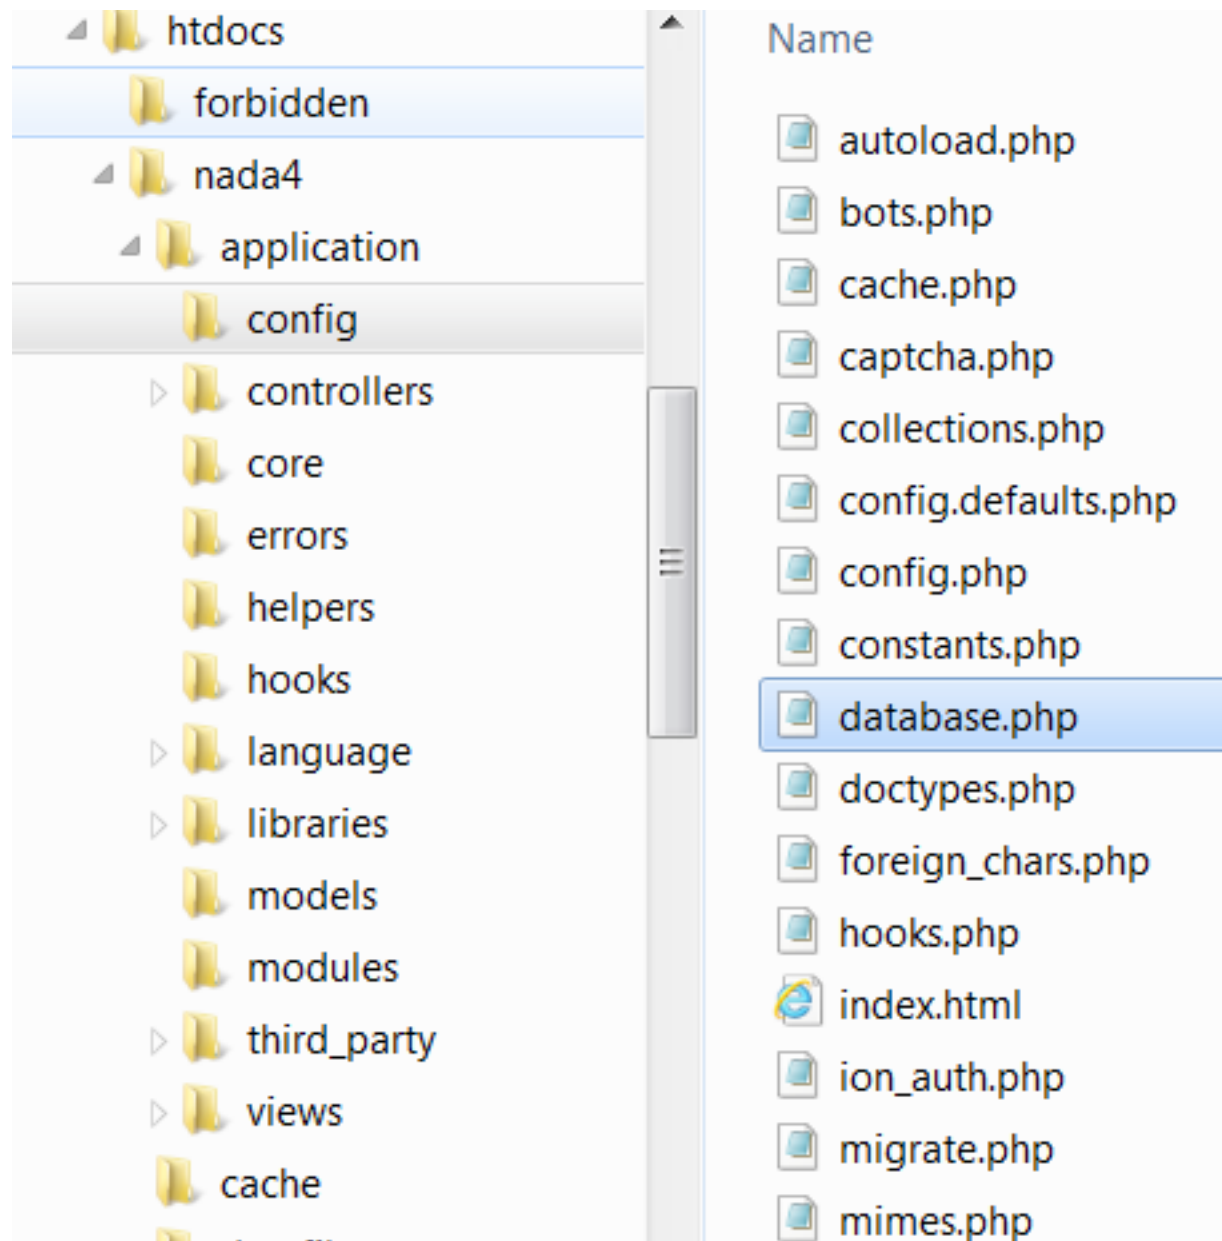 htdocs
forbidden
nada4
application
config
controllers
core
errors
helpers
hooks
language
libraries
models
modules
third_party
views
cache
Name
autoload.php
bots.php
cache.php
captcha.php
collections.php
config.defaults.php
config.php
constants.php
database.php
doctypes.php
foreign_chars.php
hooks.php
index.html
ion_auth.php
migrate.php
mimes.php